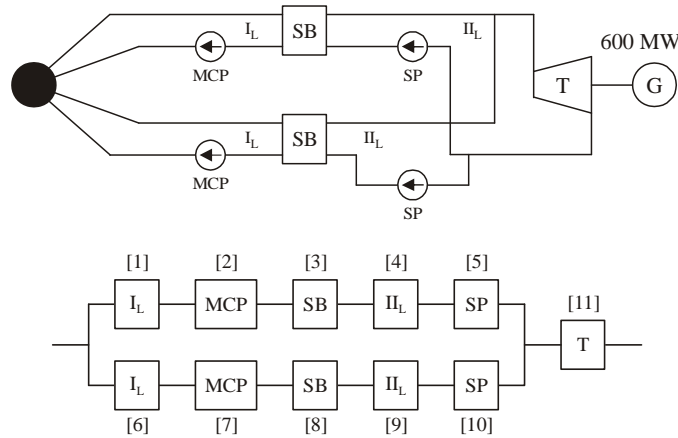 I_L SB II_L 600 MW
MCP SP T G
I_L SB II_L
MCP SP
[1] [2] [3] [4] [5]
[11]
I_L MCP SB II_L SP
T
I_L MCP SB II_L SP
[6] [7] [8] [9] [10]